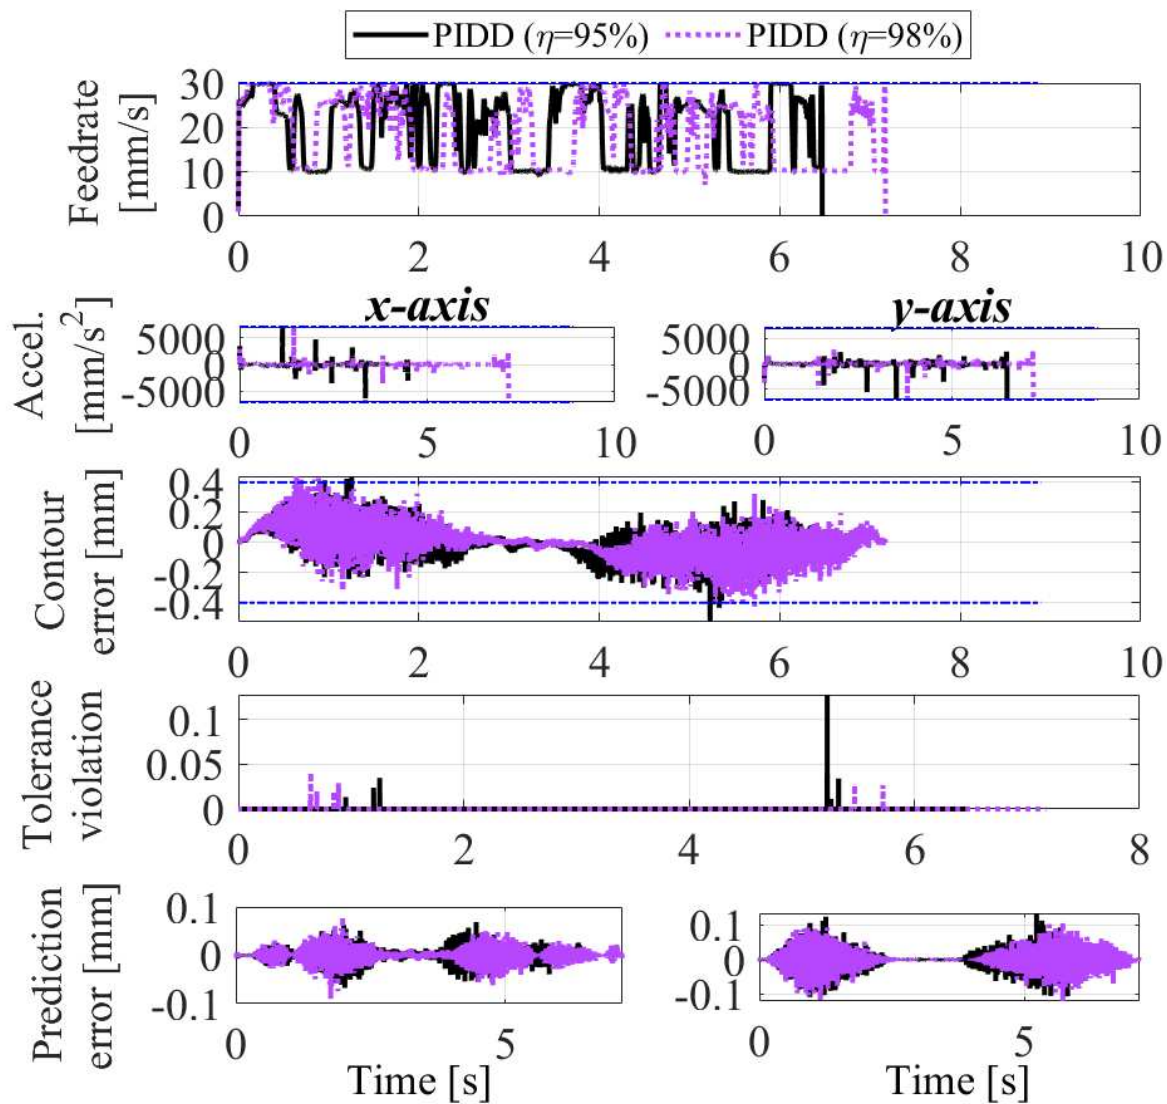 PIDD (η=95%) PIDD (η=98%)
Feedrate
[mm/s]
30
20
10
0
0 2 4 6 8 10
x-axis y-axis
Accel.
[mm/s²]
5000
0
-5000
0 5 10
5000
0
-5000
0 5 10
Contour
error [mm]
0.4
0.2
0
-0.2
-0.4
0 2 4 6 8 10
Tolerance
violation
0.1
0.05
0
0 2 4 6 8
Prediction
error [mm]
0.1
0
-0.1
0 5
Time [s]
0.1
0
-0.1
0 5
Time [s]